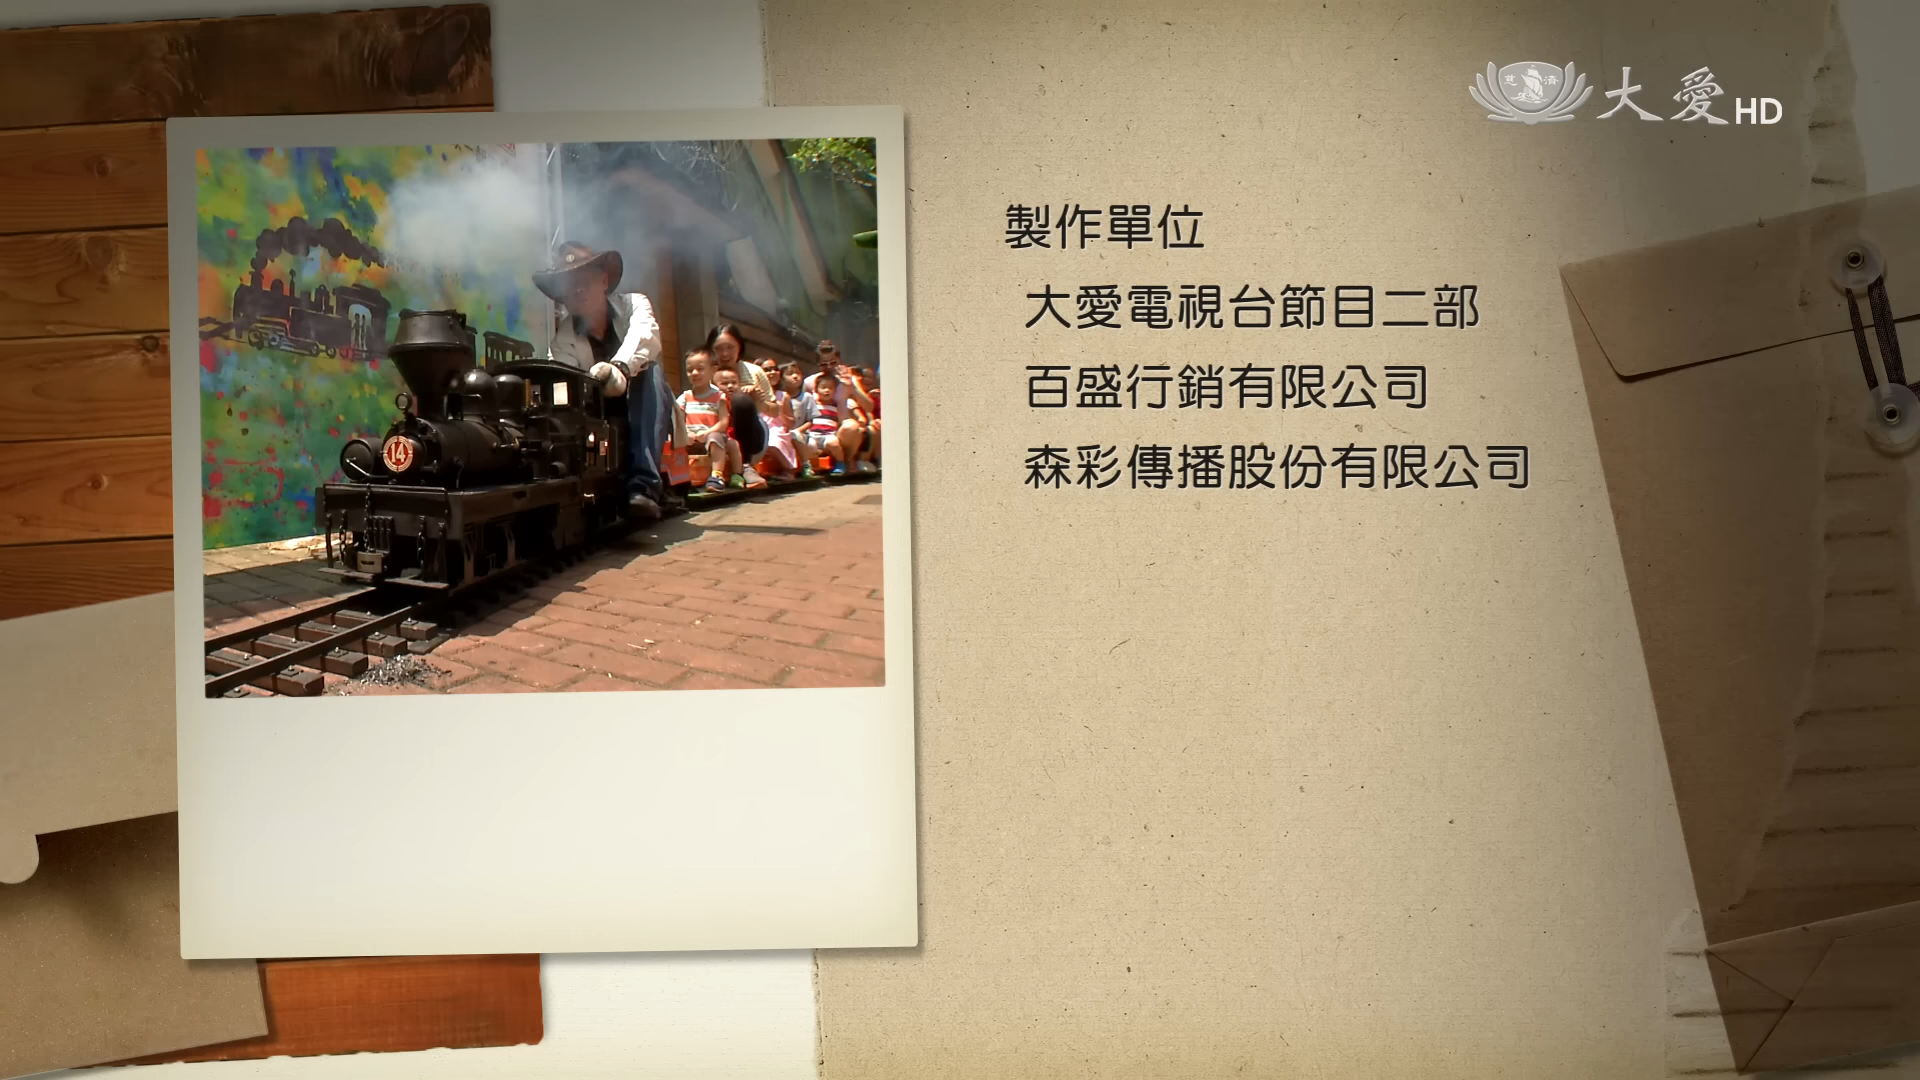 大愛HD
製作單位
大愛電視台節目二部
百盛行銷有限公司
森彩傳播股份有限公司
14